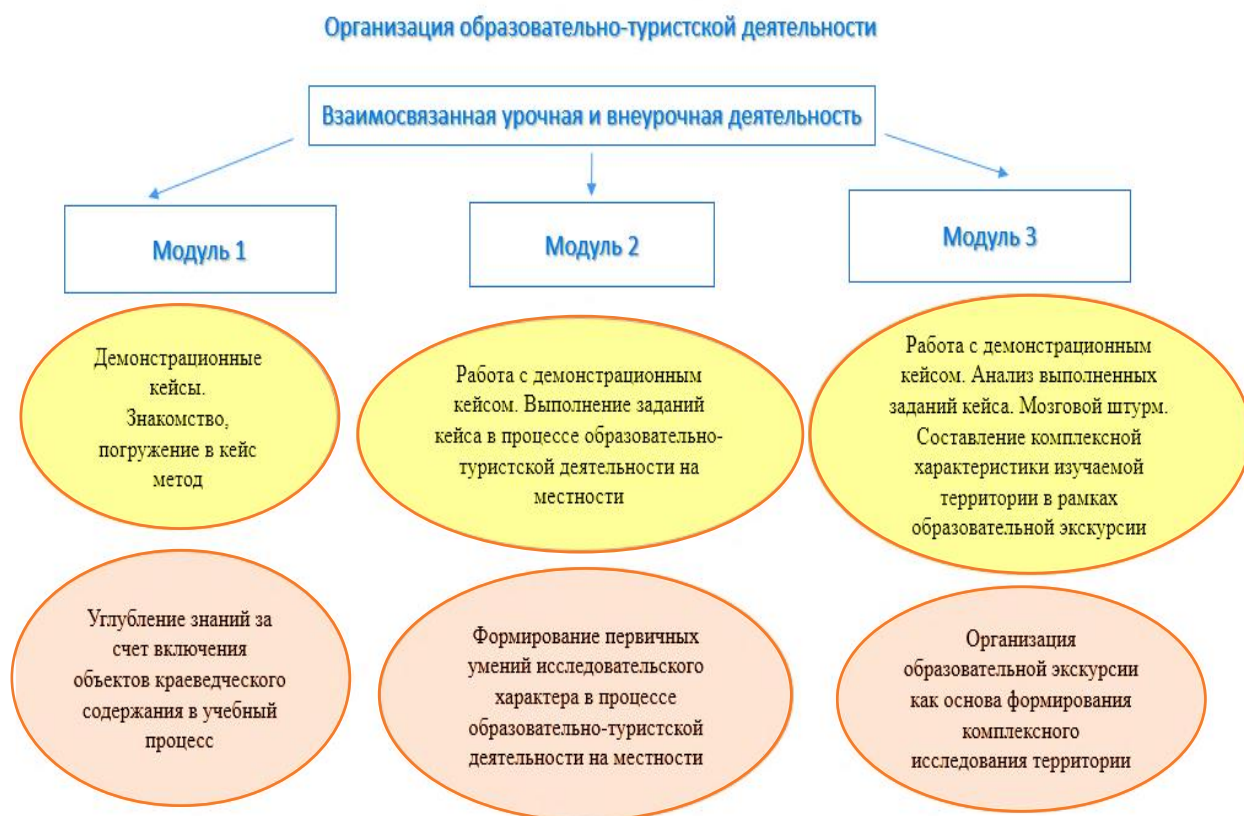 Организация образовательно-туристской деятельности
Взаимосвязанная урочная и внеурочная деятельность
Модуль 1
Модуль 2
Модуль 3
Демонстрационные
кейсы.
Знакомство,
погружение в кейс
метод
Работа с демонстрационным
кейсом. Выполнение заданий
кейса в процессе образовательно-
туристской деятельности на
местности
Работа с демонстрационным
кейсом. Анализ выполненных
заданий кейса. Мозговой штурм.
Составление комплексной
характеристики изучаемой
территории в рамках
образовательной экскурсии
Углубление знаний за
счет включения
объектов краеведческого
содержания в учебный
процесс
Формирование первичных
умений исследовательского
характера в процессе
образовательно-туристской
деятельности на местности
Организация
образовательной экскурсии
как основа формирования
комплексного
исследования территории